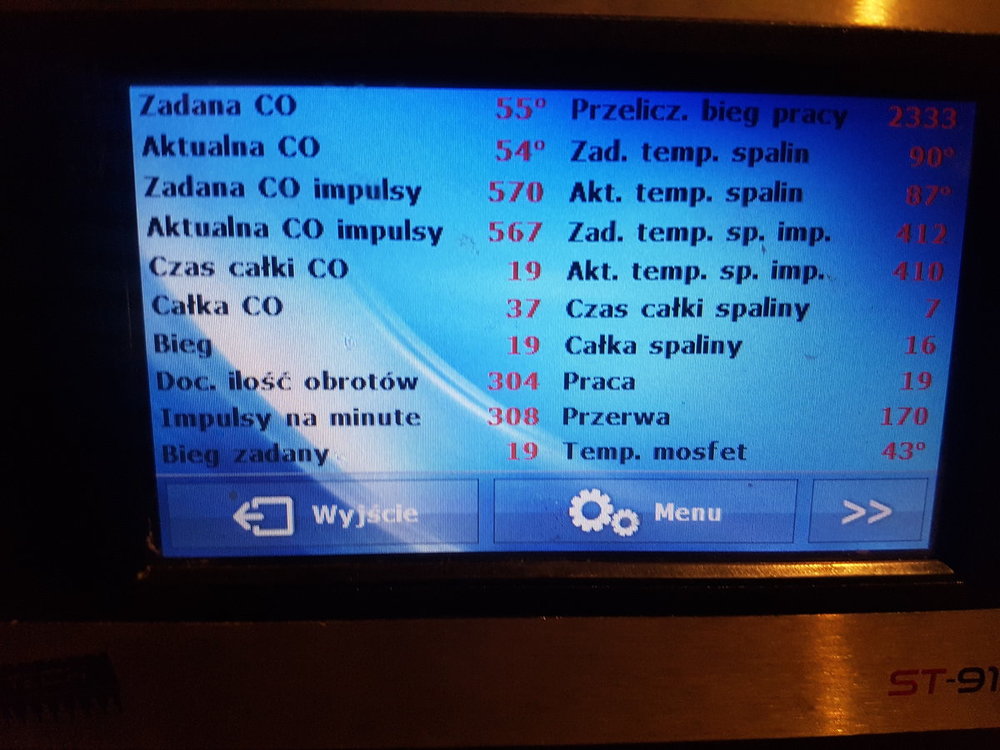 Zadana CO 55° Przelicz. bieg pracy 2333
Aktualna CO 54° Zad. temp. spalin 90°
Zadana CO impulsy 570 Akt. temp. spalin 87°
Aktualna CO impulsy 567 Zad. temp. sp. imp. 412
Czas całki CO 19 Akt. temp. sp. imp. 410
Całka CO 37 Czas całki spaliny 7
Bieg 19 Całka spaliny 16
Doc. ilość obrotów 304 Praca 19
Impulsy na minute 308 Przerwa 170
Bieg zadany 19 Temp. mosfet 43°
Wyjście Menu >>
ST-91